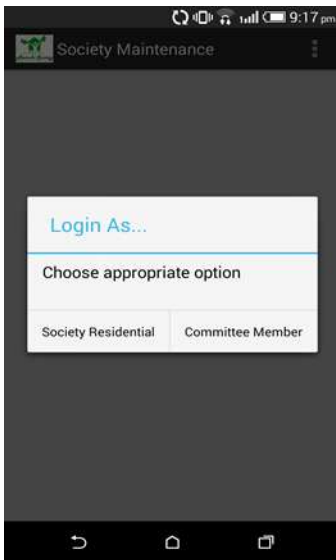 9:17 pm
Society Maintenance
Login As...
Choose appropriate option
Society Residential
Committee Member